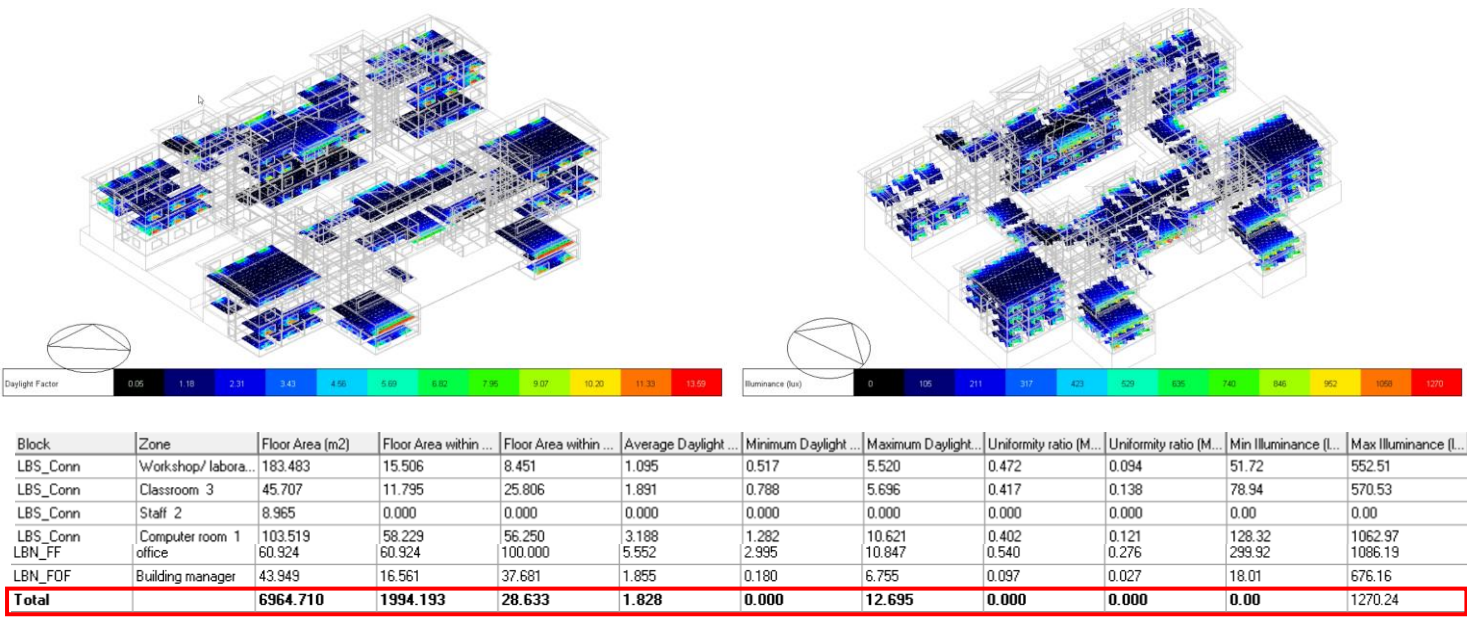 Daylight Factor 0.05 1.18 2.31 3.43 4.56 5.69 6.82 7.95 9.07 10.20 11.33 13.59
Illuminance (lux) 0 105 211 317 423 529 635 740 846 952 1058 1270
Block Zone Floor Area (m2) Floor Area within ... Floor Area within ... Average Daylight ... Minimum Daylight ... Maximum Daylight... Uniformity ratio (M... Uniformity ratio (M... Min Illuminance (l... Max Illuminance (l...
LBS_Conn Workshop/ labora... 183.483 15.506 8.451 1.095 0.517 5.520 0.472 0.094 51.72 552.51
LBS_Conn Classroom 3 45.707 11.795 25.806 1.891 0.788 5.696 0.417 0.138 78.94 570.53
LBS_Conn Staff 2 8.965 0.000 0.000 0.000 0.000 0.000 0.000 0.000 0.00 0.00
LBS_Conn Computer room 1 103.519 58.229 56.250 3.188 1.282 10.621 0.402 0.121 128.32 1062.97
LBN_FF office 60.924 60.924 100.000 5.552 2.995 10.847 0.540 0.276 299.92 1086.19
LBN_FOF Building manager 43.949 16.561 37.681 1.855 0.180 6.755 0.097 0.027 18.01 676.16
Total 6964.710 1994.193 28.633 1.828 0.000 12.695 0.000 0.000 0.00 1270.24